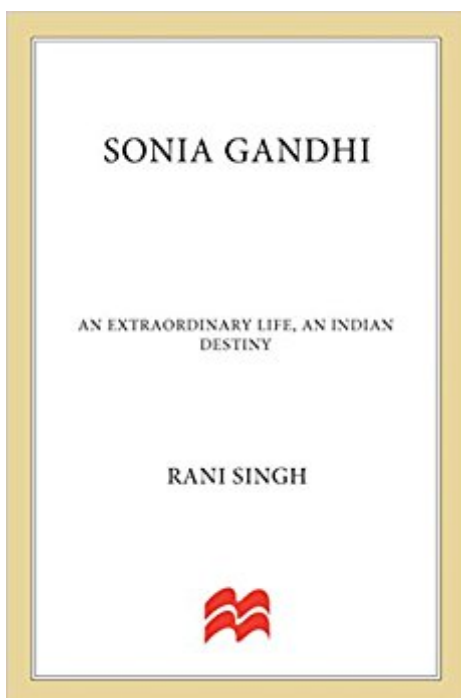 SONIA GANDHI
AN EXTRAORDINARY LIFE, AN INDIAN
DESTINY
RANI SINGH